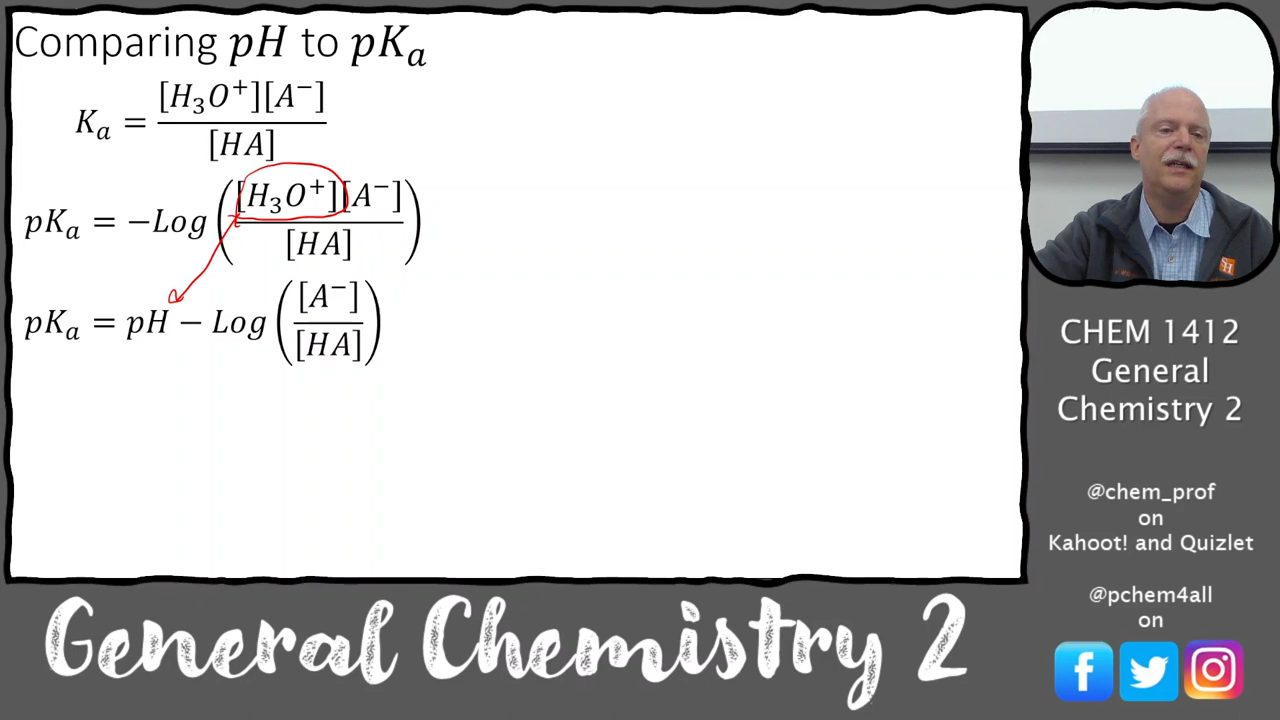 Comparing pH to pKₐ
Kₐ = [H₃O⁺][A⁻] / [HA]
pKₐ = −Log([H₃O⁺][A⁻] / [HA])
pKₐ = pH − Log([A⁻] / [HA])
SH
CHEM 1412
General
Chemistry 2
@chem_prof
on
Kahoot! and Quizlet
@pchem4all
on
General Chemistry 2